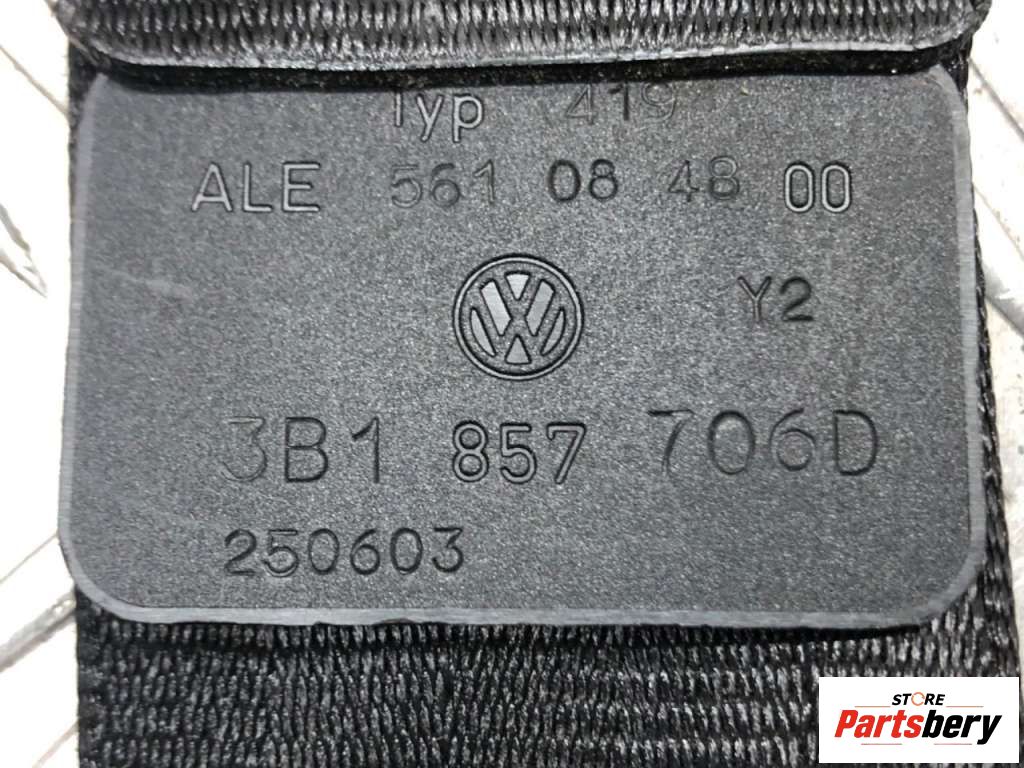 Typ 419
ALE 561 08 48 00
Y2
3B1 857 706D
250603
STORE
Partsbery